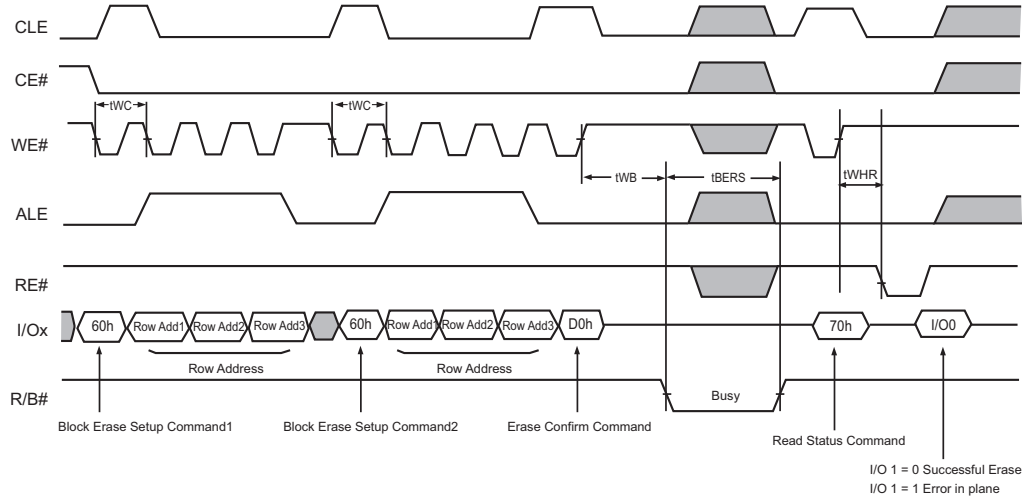 CLE
CE#
tWC
tWC
WE#
tWB
tBERS
tWHR
ALE
RE#
I/Ox
60h
Row Add1
Row Add2
Row Add3
60h
Row Add1
Row Add2
Row Add3
D0h
70h
I/O0
Row Address
Row Address
R/B#
Busy
Block Erase Setup Command1
Block Erase Setup Command2
Erase Confirm Command
Read Status Command
I/O 1 = 0 Successful Erase
I/O 1 = 1 Error in plane